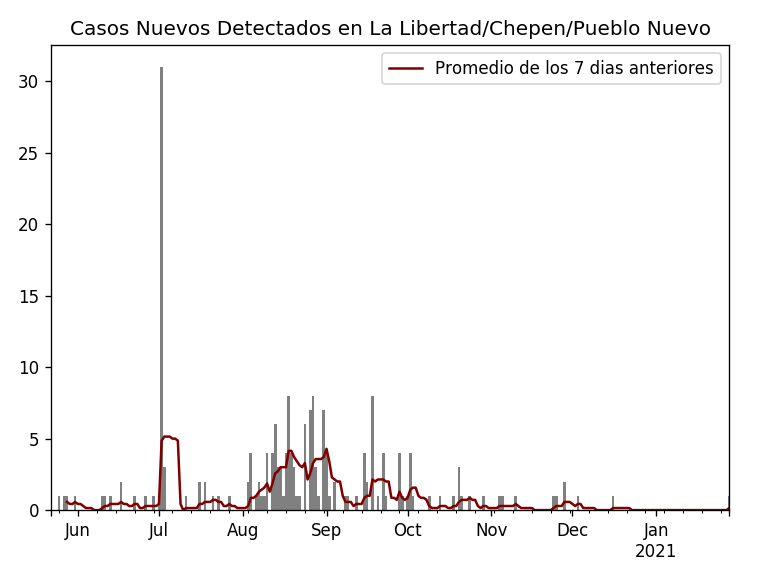 Casos Nuevos Detectados en La Libertad/Chepen/Pueblo Nuevo
Promedio de los 7 dias anteriores
30
25
20
15
10
5
0
Jun Jul Aug Sep Oct Nov Dec Jan
2021